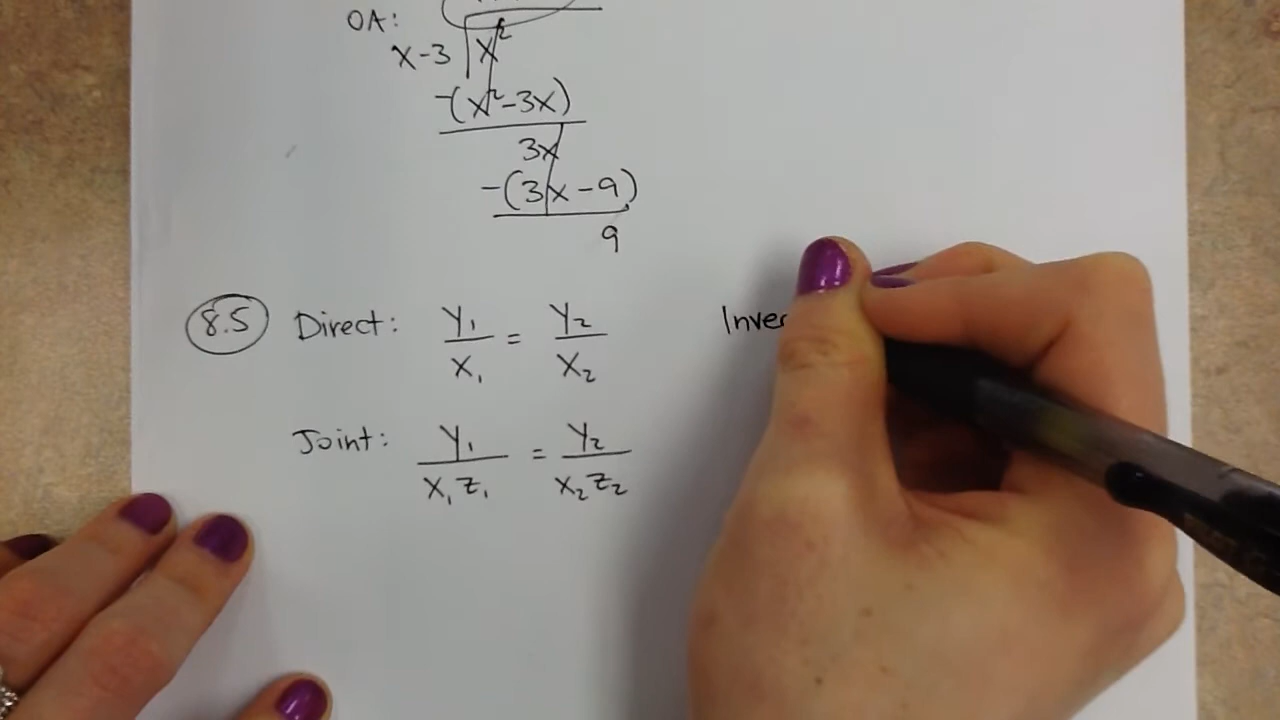 OA:
x-3 x²
-(x²-3x)
3x
-(3x-9)
9
8.5 Direct: y₁/x₁ = y₂/x₂ Inver
Joint: y₁/x₁z₁ = y₂/x₂z₂